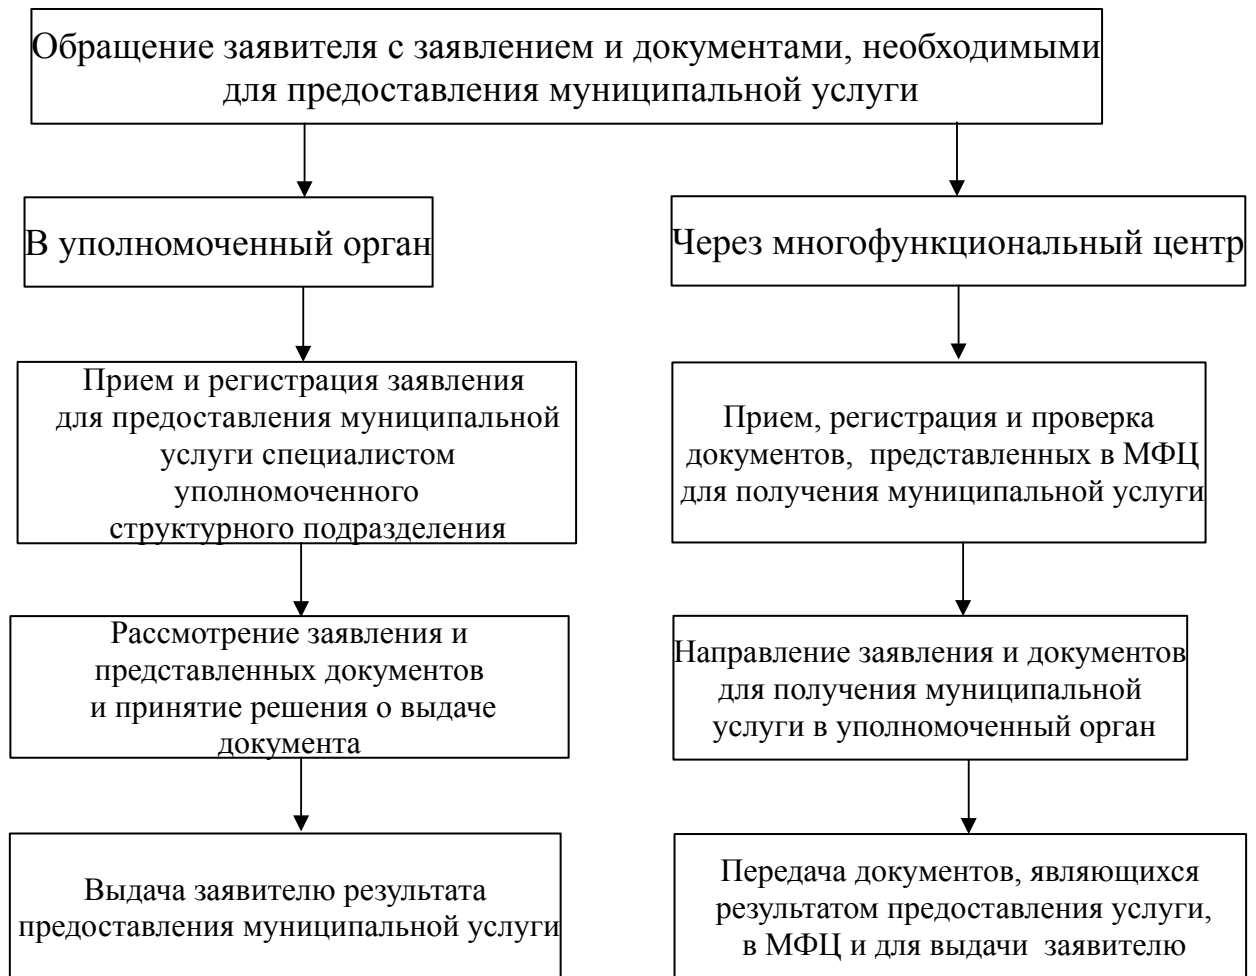 Обращение заявителя с заявлением и документами, необходимыми
для предоставления муниципальной услуги
В уполномоченный орган
Через многофункциональный центр
Прием и регистрация заявления
для предоставления муниципальной
услуги специалистом
уполномоченного
структурного подразделения
Прием, регистрация и проверка
документов, представленных в МФЦ
для получения муниципальной услуги
Рассмотрение заявления и
представленных документов
и принятие решения о выдаче
документа
Направление заявления и документов
для получения муниципальной
услуги в уполномоченный орган
Выдача заявителю результата
предоставления муниципальной услуги
Передача документов, являющихся
результатом предоставления услуги,
в МФЦ и для выдачи заявителю